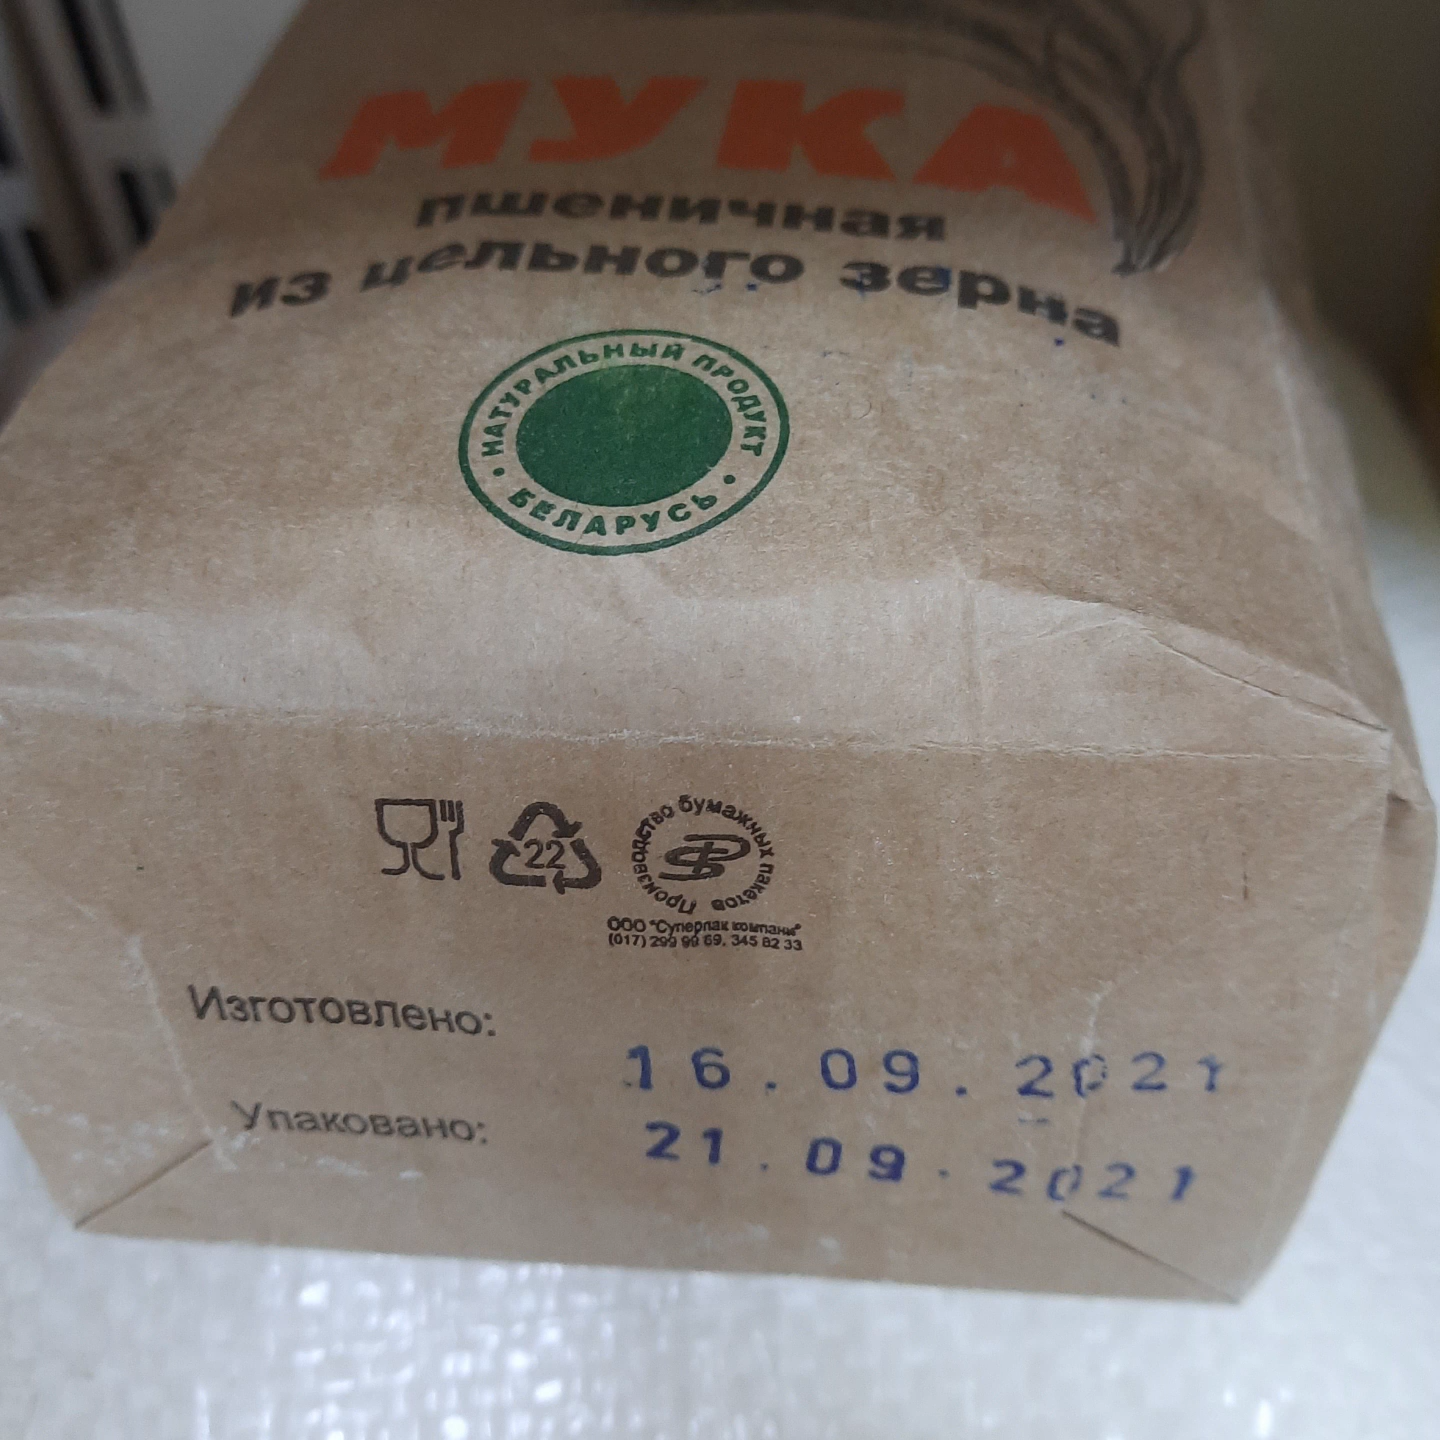 МУКА
пшеничная
из цельного зерна
НАТУРАЛЬНЫЙ ПРОДУКТ
• БЕЛАРУСЬ •
22
Производство бумажных пакетов
ООО "Суперпак компани"
(017) 299 99 69, 345 82 33
Изготовлено:
16.09.2021
Упаковано:
21.09.2021